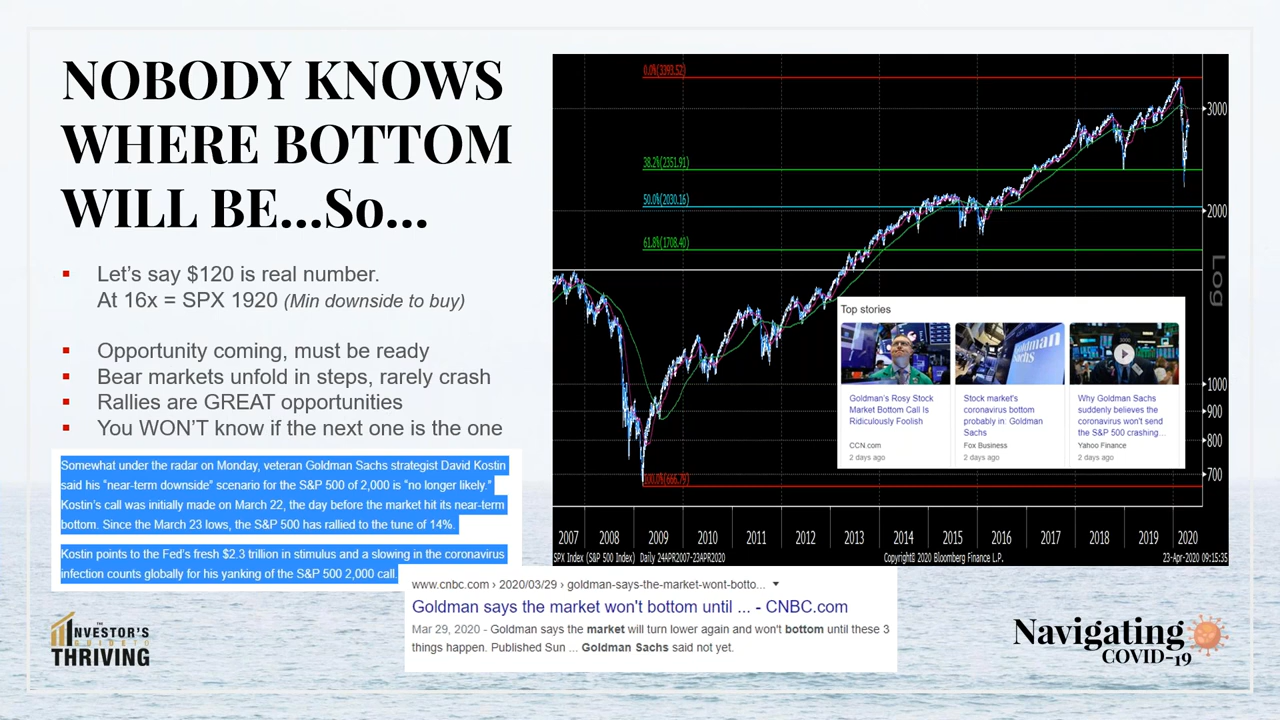 NOBODY KNOWS
WHERE BOTTOM
WILL BE...So...
Let's say $120 is real number.
At 16x = SPX 1920 (Min downside to buy)
Opportunity coming, must be ready
Bear markets unfold in steps, rarely crash
Rallies are GREAT opportunities
You WON'T know if the next one is the one
Somewhat under the radar on Monday, veteran Goldman Sachs strategist David Kostin
said his “near-term downside” scenario for the S&P 500 of 2,000 is “no longer likely.”
Kostin's call was initially made on March 22, the day before the market hit its near-term
bottom. Since the March 23 lows, the S&P 500 has rallied to the tune of 14%.
Kostin points to the Fed's fresh $2.3 trillion in stimulus and a slowing in the coronavirus
infection counts globally for his yanking of the S&P 500 2,000 call.
0.0%(3393.52)
38.2%(2351.91)
50.0%(2030.16)
61.8%(1708.40)
100.0%(666.79)
3000
2000
1000
900
800
700
Log
2007 2008 2009 2010 2011 2012 2013 2014 2015 2016 2017 2018 2019 2020
SPX Index (S&P 500 Index) Daily 24APR2007-23APR2020 Copyright© 2020 Bloomberg Finance L.P. 23-Apr-2020 09:15:35
Top stories
Goldman's Rosy Stock
Market Bottom Call Is
Ridiculously Foolish
CCN.com
2 days ago
Goldman
Sachs
Stock market's
coronavirus bottom
probably in: Goldman
Sachs
Fox Business
2 days ago
Why Goldman Sachs
suddenly believes the
coronavirus won't send
the S&P 500 crashing...
Yahoo Finance
2 days ago
www.cnbc.com › 2020/03/29 › goldman-says-the-market-wont-botto...
Goldman says the market won't bottom until ... - CNBC.com
Mar 29, 2020 - Goldman says the market will turn lower again and won't bottom until these 3
things happen. Published Sun ... Goldman Sachs said not yet.
THE
INVESTOR'S
GUIDE TO
THRIVING
Navigating
COVID-19